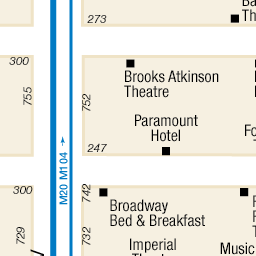 273
Th
300
755
752
Brooks Atkinson
Theatre
Paramount
Hotel
247
M20 M104
300
742
729
732
Broadway
Bed & Breakfast
Imperial
Music